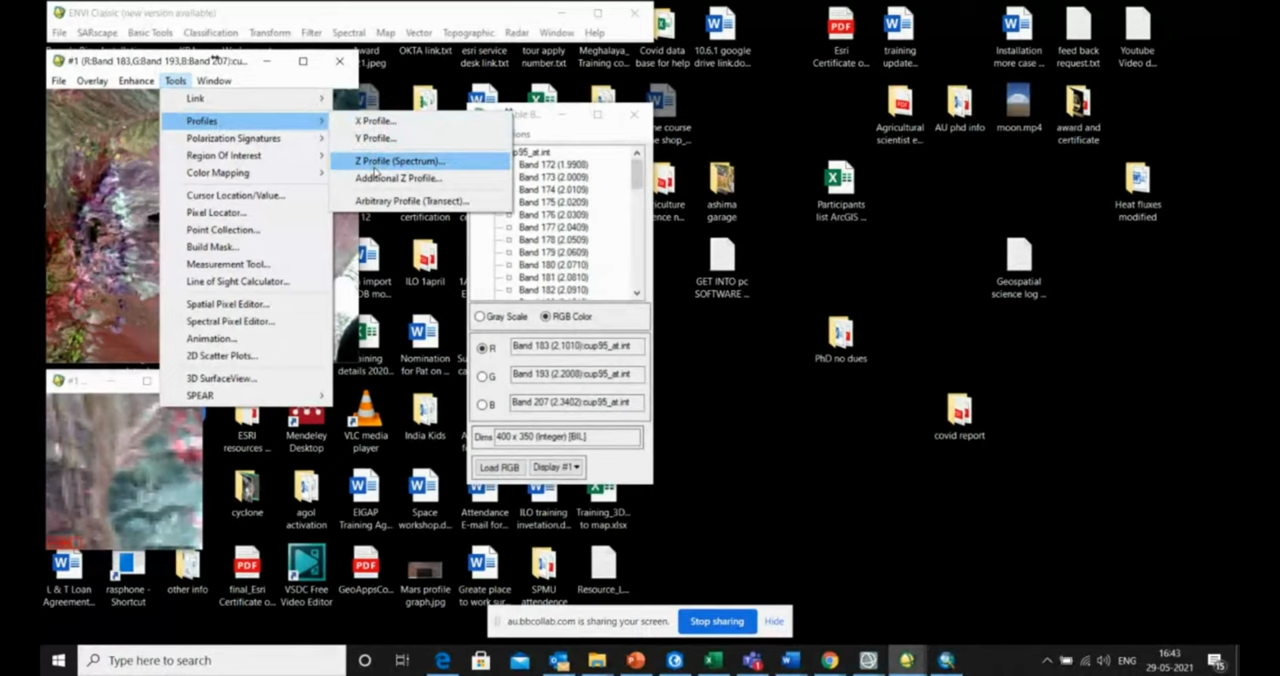 ENVI Classic (new version available)
File SARscape Basic Tools Classification Transform Filter Spectral Map Vector Topographic Radar Window Help
#1 (R:Band 183,G:Band 193,B:Band 207):cu...
File Overlay Enhance Tools Window
Link
Profiles
Polarization Signatures
Region Of Interest
Color Mapping
Cursor Location/Value...
Pixel Locator...
Point Collection...
Build Mask...
Measurement Tool...
Line of Sight Calculator...
Spatial Pixel Editor...
Spectral Pixel Editor...
Animation...
2D Scatter Plots...
3D SurfaceView...
SPEAR
X Profile...
Y Profile...
Z Profile (Spectrum)...
Additional Z Profile...
Arbitrary Profile (Transect)...
Band 172 (1.9908)
Band 173 (2.0009)
Band 174 (2.0109)
Band 175 (2.0209)
Band 176 (2.0309)
Band 177 (2.0409)
Band 178 (2.0509)
Band 179 (2.0609)
Band 180 (2.0710)
Band 181 (2.0810)
Band 182 (2.0910)
Gray Scale RGB Color
R Band 183 (2.1010):cup95_at.int
G Band 193 (2.2008):cup95_at.int
B Band 207 (2.3402):cup95_at.int
Dims 400 x 350 (Integer) [BIL]
Load RGB Display #1
#1 ...
OKTA link.txt
esri service
desk link.txt
tour apply
number.txt
Meghalaya_
Training co...
Covid data
base for help
10.6.1 google
drive link.do...
Esri
Certificate o...
training
update...
Installation
more case ...
feed back
request.txt
Youtube
Video d...
Agricultural
scientist e...
AU phd info
moon.mp4
award and
certificate
ashima
garage
Participants
list ArcGIS ...
Heat fluxes
modified
GET INTO pc
SOFTWARE ...
Geospatial
science log ...
PhD no dues
covid report
ILO 1april
details 2020...
Nomination
for Pat on ...
ESRI
resources ...
Mendeley
Desktop
VLC media
player
India Kids
cyclone
agol
activation
EIGAP
Training Ag...
Space
workshop.d...
Attendance
E-mail for...
ILO training
invetation.d...
Training_3D...
to map.xlsx
L & T Loan
Agreement...
rasphone -
Shortcut
other info
final_Esri
Certificate o...
VSDC Free
Video Editor
GeoAppsCo...
Mars profile
graph.jpg
Greate place
to work sur...
SPMU
attendence
Resource_L...
au.bbcollab.com is sharing your screen. Stop sharing Hide
Type here to search
ENG
16:43
29-05-2021
15